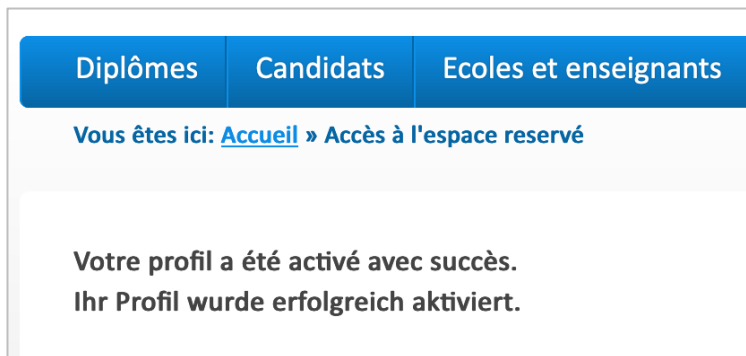 Diplômes Candidats Ecoles et enseignants
Vous êtes ici: Accueil » Accès à l'espace reservé
Votre profil a été activé avec succès.
Ihr Profil wurde erfolgreich aktiviert.